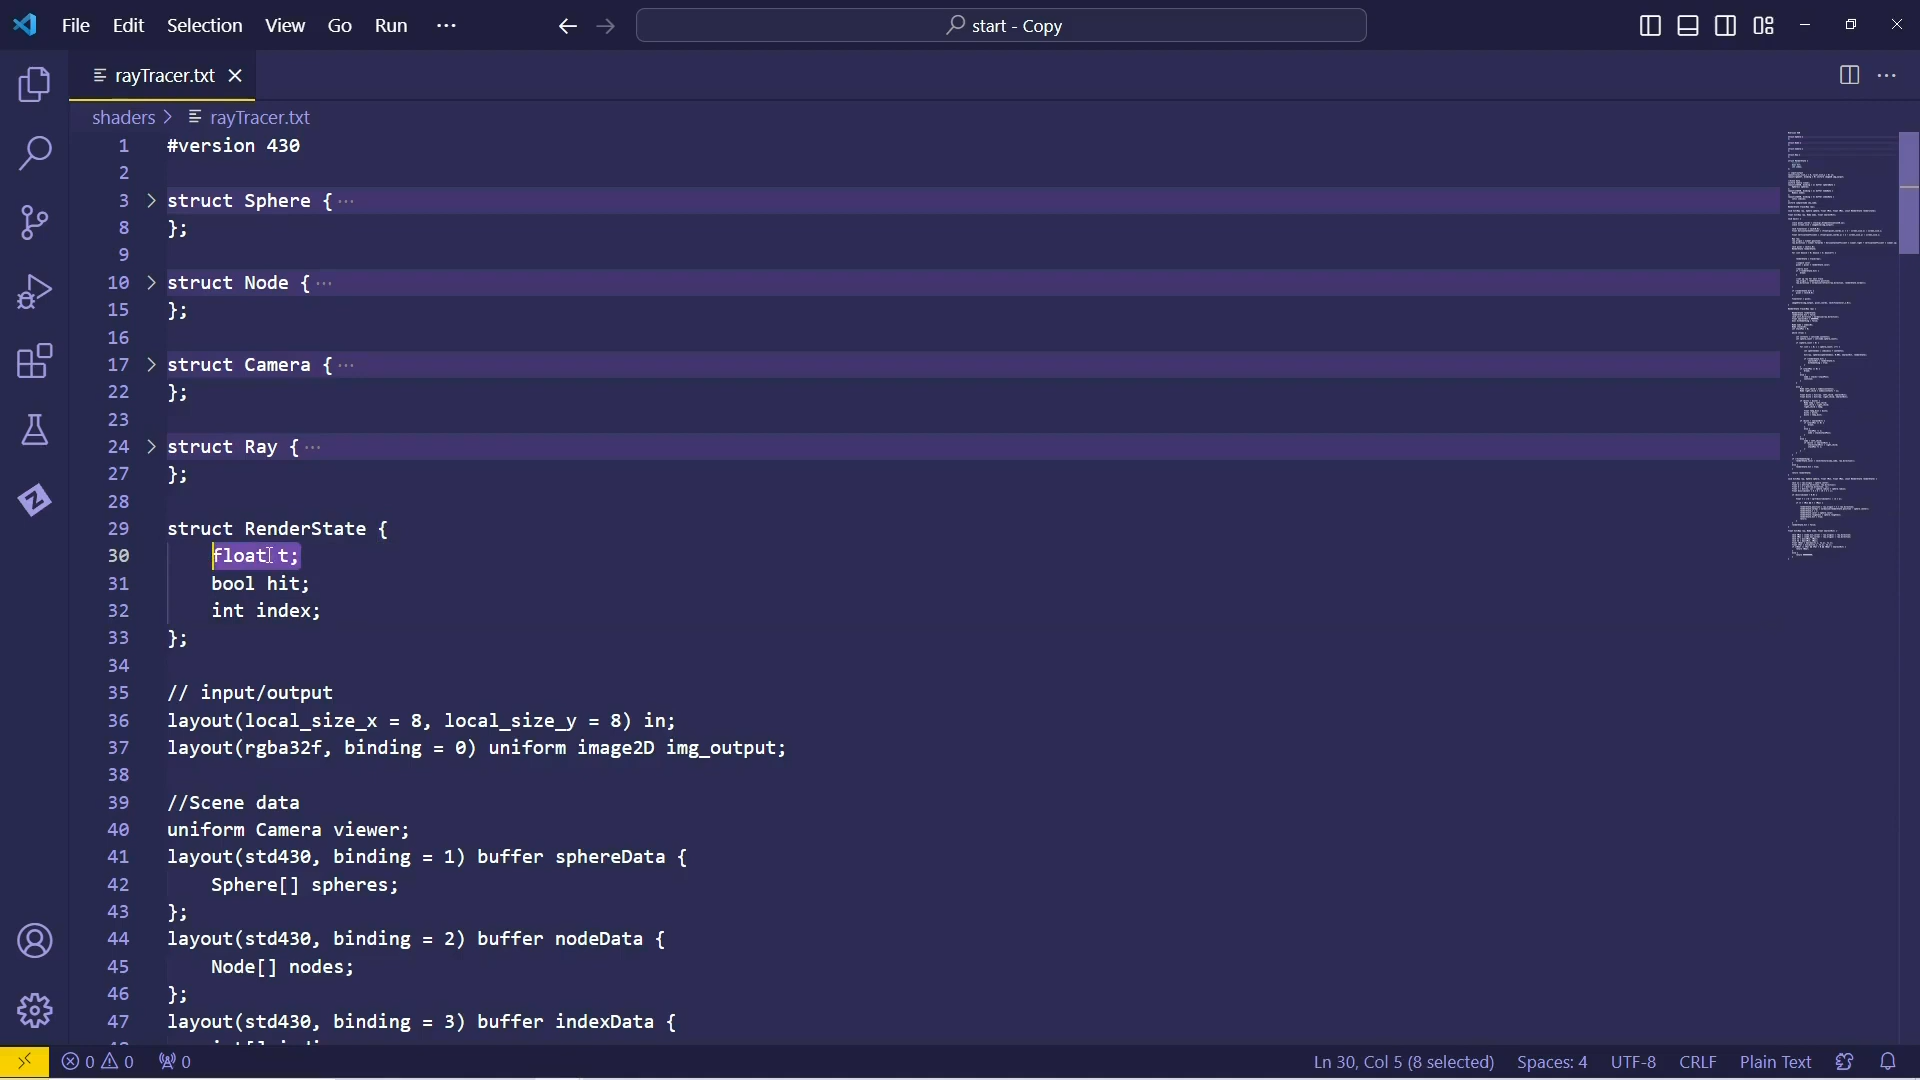 File Edit Selection View Go Run ··· start - Copy
rayTracer.txt
shaders > rayTracer.txt
1 #version 430
2
3 struct Sphere { ···
8 };
9
10 struct Node { ···
15 };
16
17 struct Camera { ···
22 };
23
24 struct Ray { ···
27 };
28
29 struct RenderState {
30 float t;
31 bool hit;
32 int index;
33 };
34
35 // input/output
36 layout(local_size_x = 8, local_size_y = 8) in;
37 layout(rgba32f, binding = 0) uniform image2D img_output;
38
39 //Scene data
40 uniform Camera viewer;
41 layout(std430, binding = 1) buffer sphereData {
42 Sphere[] spheres;
43 };
44 layout(std430, binding = 2) buffer nodeData {
45 Node[] nodes;
46 };
47 layout(std430, binding = 3) buffer indexData {
0 0 0 Ln 30, Col 5 (8 selected) Spaces: 4 UTF-8 CRLF Plain Text